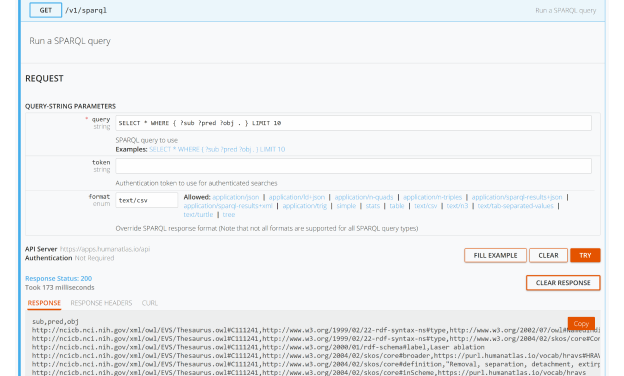 GET /v1/sparql Run a SPARQL query
Run a SPARQL query
REQUEST
QUERY-STRING PARAMETERS
* query SELECT * WHERE { ?sub ?pred ?obj . } LIMIT 10
string
SPARQL query to use
Examples: SELECT * WHERE { ?sub ?pred ?obj . } LIMIT 10
token
string
Authentication token to use for authenticated searches
format text/csv Allowed: application/json | application/ld+json | application/n-quads | application/n-triples | application/sparql-results+json |
enum application/sparql-results+xml | application/trig | simple | stats | table | text/csv | text/n3 | text/tab-separated-values |
text/turtle | tree
Override SPARQL response format (Note that not all formats are supported for all SPARQL query types)
API Server https://apps.humanatlas.io/api
Authentication Not Required
FILL EXAMPLE CLEAR TRY
Response Status: 200
Took 173 milliseconds
CLEAR RESPONSE
RESPONSE RESPONSE HEADERS CURL
Copy
sub,pred,obj
http://ncicb.nci.nih.gov/xml/owl/EVS/Thesaurus.owl#C111241,http://www.w3.org/1999/02/22-rdf-syntax-ns#type,http://www.w3.org/2002/07/owl#
http://ncicb.nci.nih.gov/xml/owl/EVS/Thesaurus.owl#C111241,http://www.w3.org/1999/02/22-rdf-syntax-ns#type,http://www.w3.org/2004/02/skos/core#Con
http://ncicb.nci.nih.gov/xml/owl/EVS/Thesaurus.owl#C111241,http://www.w3.org/2000/01/rdf-schema#label,Laser ablation
http://ncicb.nci.nih.gov/xml/owl/EVS/Thesaurus.owl#C111241,http://www.w3.org/2004/02/skos/core#broader,https://purl.humanatlas.io/vocab/hravs#HRAV
http://ncicb.nci.nih.gov/xml/owl/EVS/Thesaurus.owl#C111241,http://www.w3.org/2004/02/skos/core#definition,"Removal, separation, detachment, extirp
http://ncicb.nci.nih.gov/xml/owl/EVS/Thesaurus.owl#C111241,http://www.w3.org/2004/02/skos/core#inScheme,https://purl.humanatlas.io/vocab/hravs